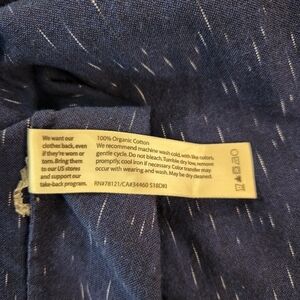 We want our
clothes back, even
if they're worn or
torn. Bring them
to our US stores
and support our
take-back program.
100% Organic Cotton
We recommend machine wash cold, with like colors,
gentle cycle. Do not bleach. Tumble dry low, remove
promptly, cool iron if necessary. Color transfer may
occur with wearing and wash. May be dry cleaned.
RN#78121/CA#34460 S18DKI